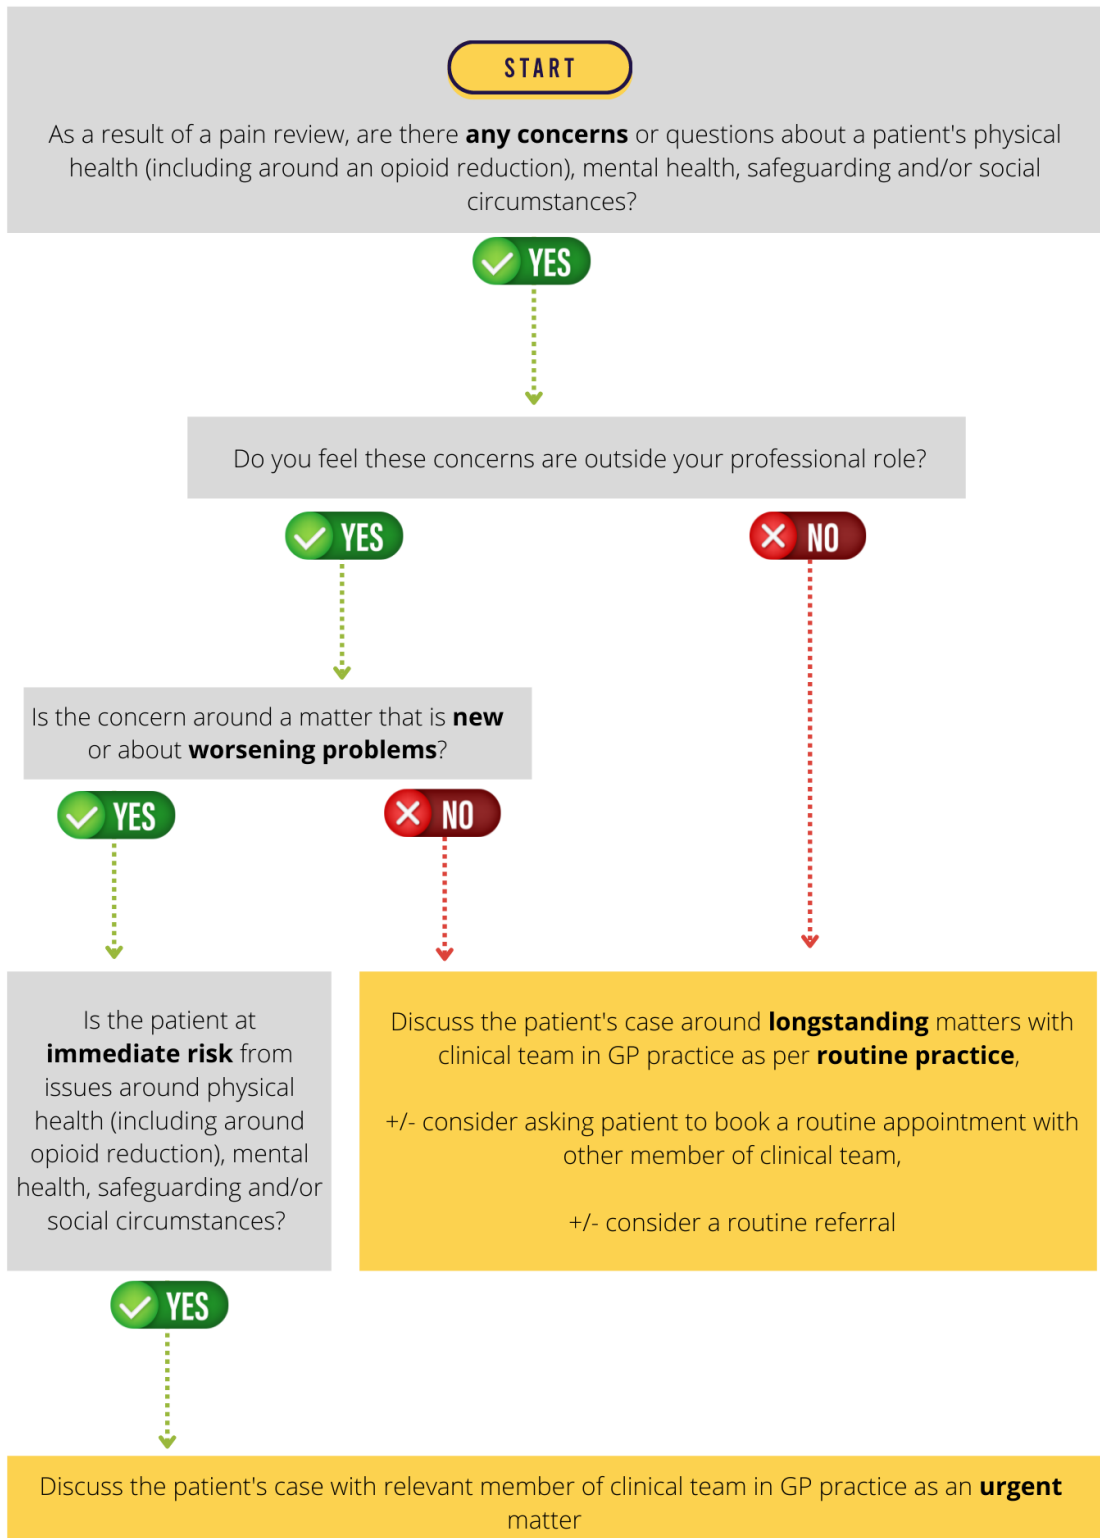 START
As a result of a pain review, are there any concerns or questions about a patient's physical
health (including around an opioid reduction), mental health, safeguarding and/or social
circumstances?
YES
Do you feel these concerns are outside your professional role?
YES
NO
Is the concern around a matter that is new
or about worsening problems?
YES
NO
Is the patient at
immediate risk from
issues around physical
health (including around
opioid reduction), mental
health, safeguarding and/or
social circumstances?
Discuss the patient's case around longstanding matters with
clinical team in GP practice as per routine practice,
+/- consider asking patient to book a routine appointment with
other member of clinical team,
+/- consider a routine referral
YES
Discuss the patient's case with relevant member of clinical team in GP practice as an urgent
matter